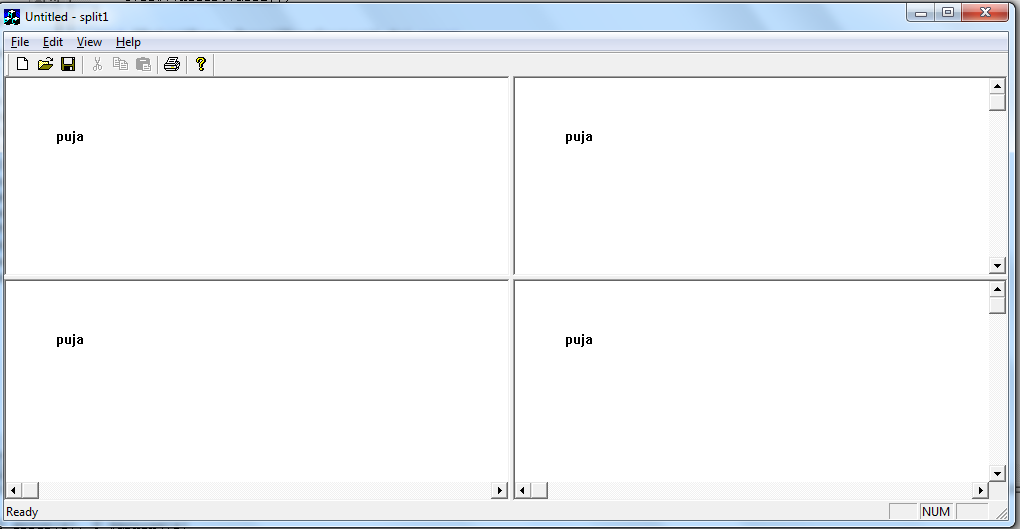 Untitled - split1
File Edit View Help
puja
puja
puja
puja
Ready
NUM